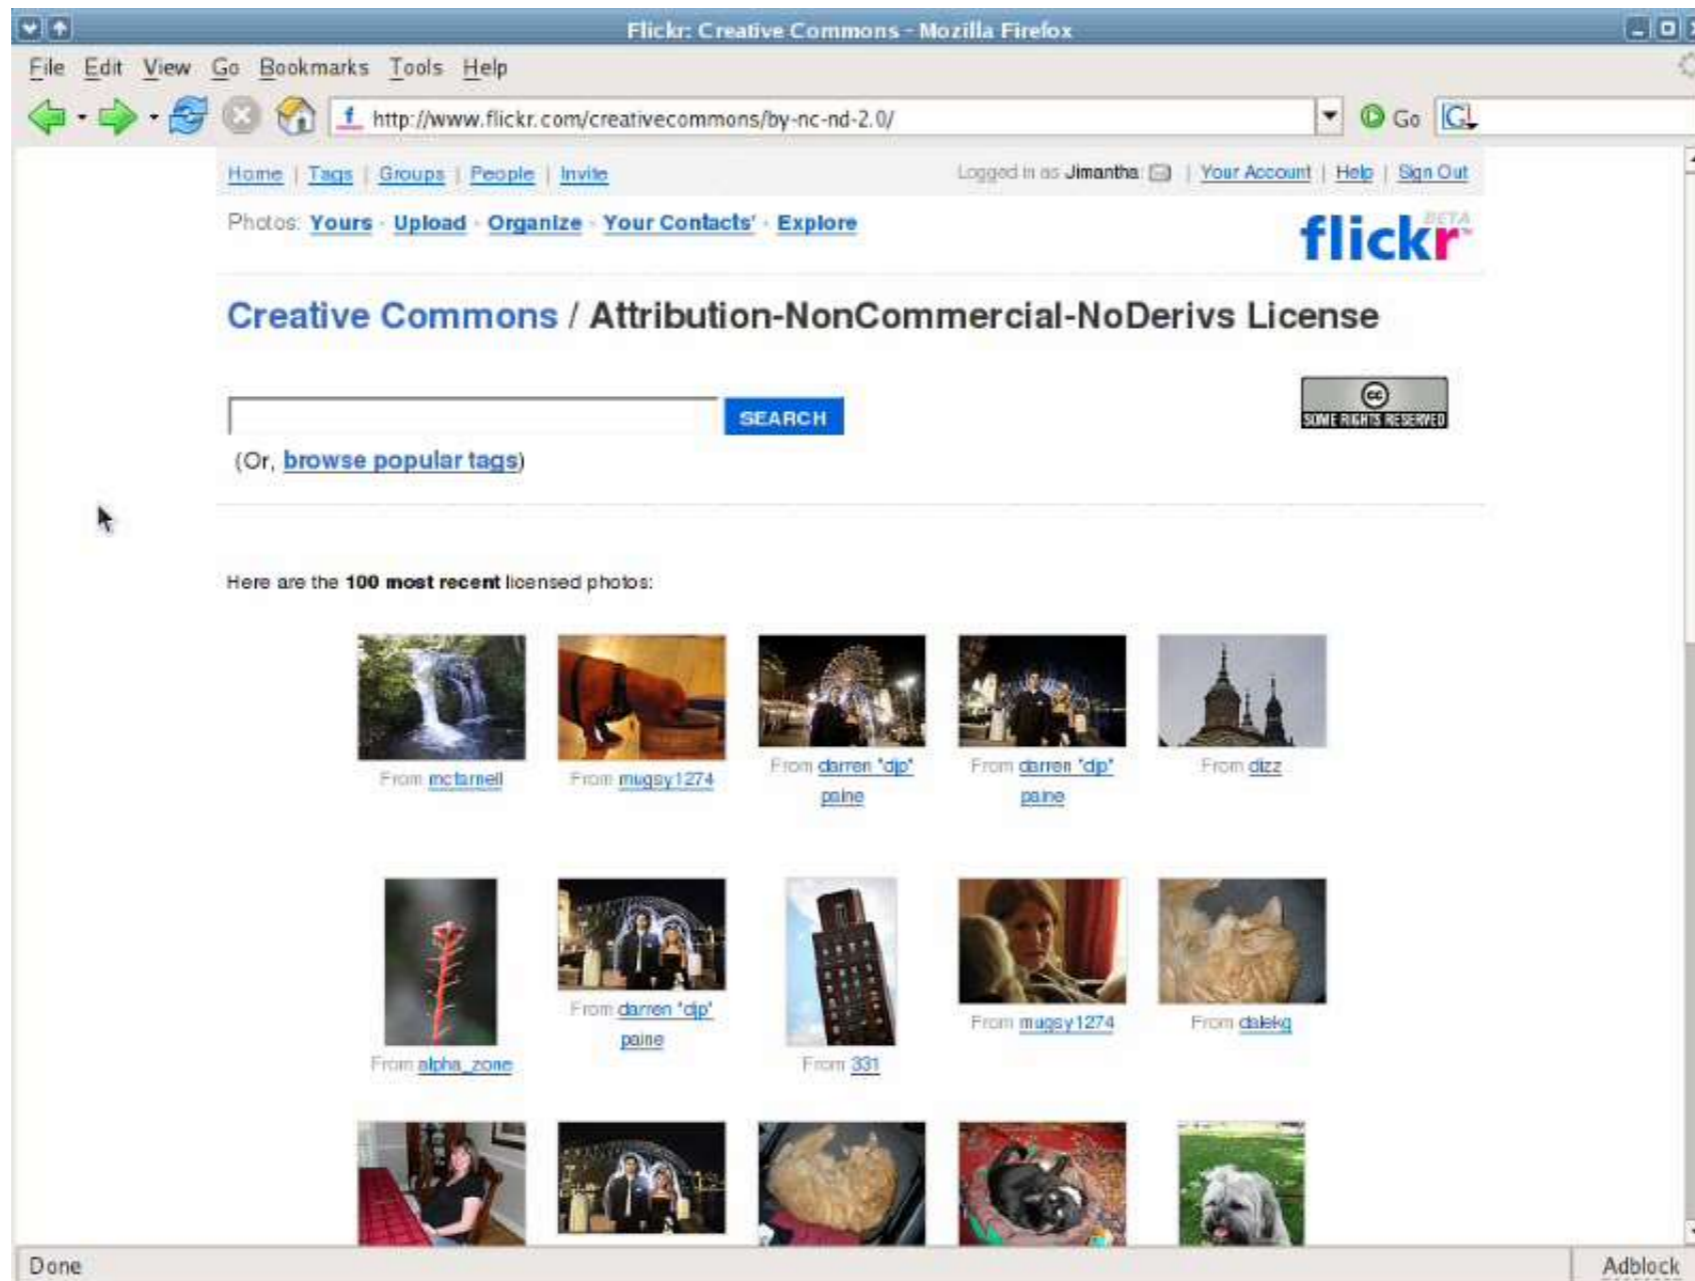 Flickr: Creative Commons - Mozilla Firefox
File Edit View Go Bookmarks Tools Help
http://www.flickr.com/creativecommons/by-nc-nd-2.0/ Go
Home | Tags | Groups | People | Invite Logged in as Jimantha | Your Account | Help | Sign Out
Photos: Yours - Upload - Organize - Your Contacts' - Explore
flickr BETA
Creative Commons / Attribution-NonCommercial-NoDerivs License
SEARCH
cc
SOME RIGHTS RESERVED
(Or, browse popular tags)
Here are the 100 most recent licensed photos:
From mugsy1274
From darren "djp"
paine
From darren "djp"
paine
From dizz
From alpha_zone
From darren "djp"
paine
From 331
From mugsy1274
From dalekg
Done Adblock